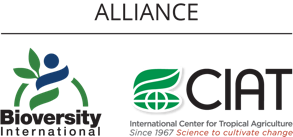 ALLIANCE
Bioversity
International
CIAT
International Center for Tropical Agriculture
Since 1967 Science to cultivate change